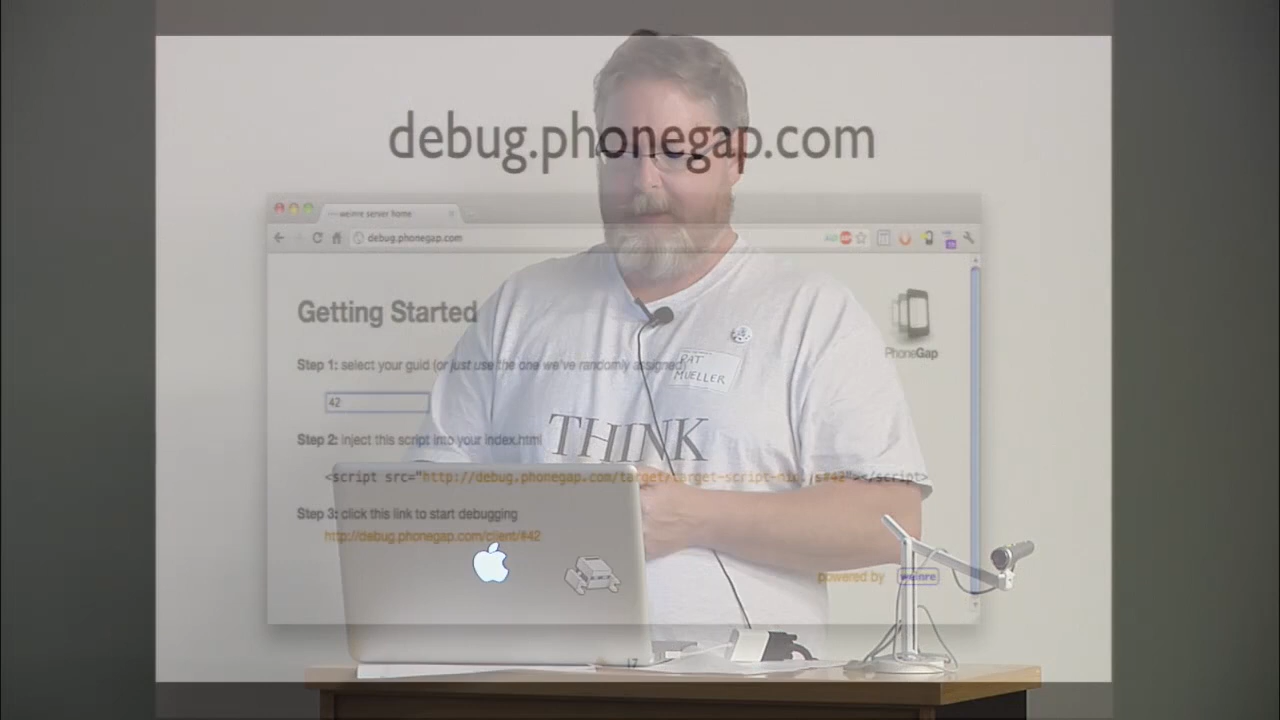 debug.phonegap.com
weinre server home
debug.phonegap.com
Getting Started
PhoneGap
Step 1: select your guid (or just use the one we've randomly assigned)
PAT
MUELLER
42
THINK
Step 2: inject this script into your index.html
<script src="http://debug.phonegap.com/target/target-script-min.js#42"></script>
Step 3: click this link to start debugging
http://debug.phonegap.com/client/#42
powered by weinre
17